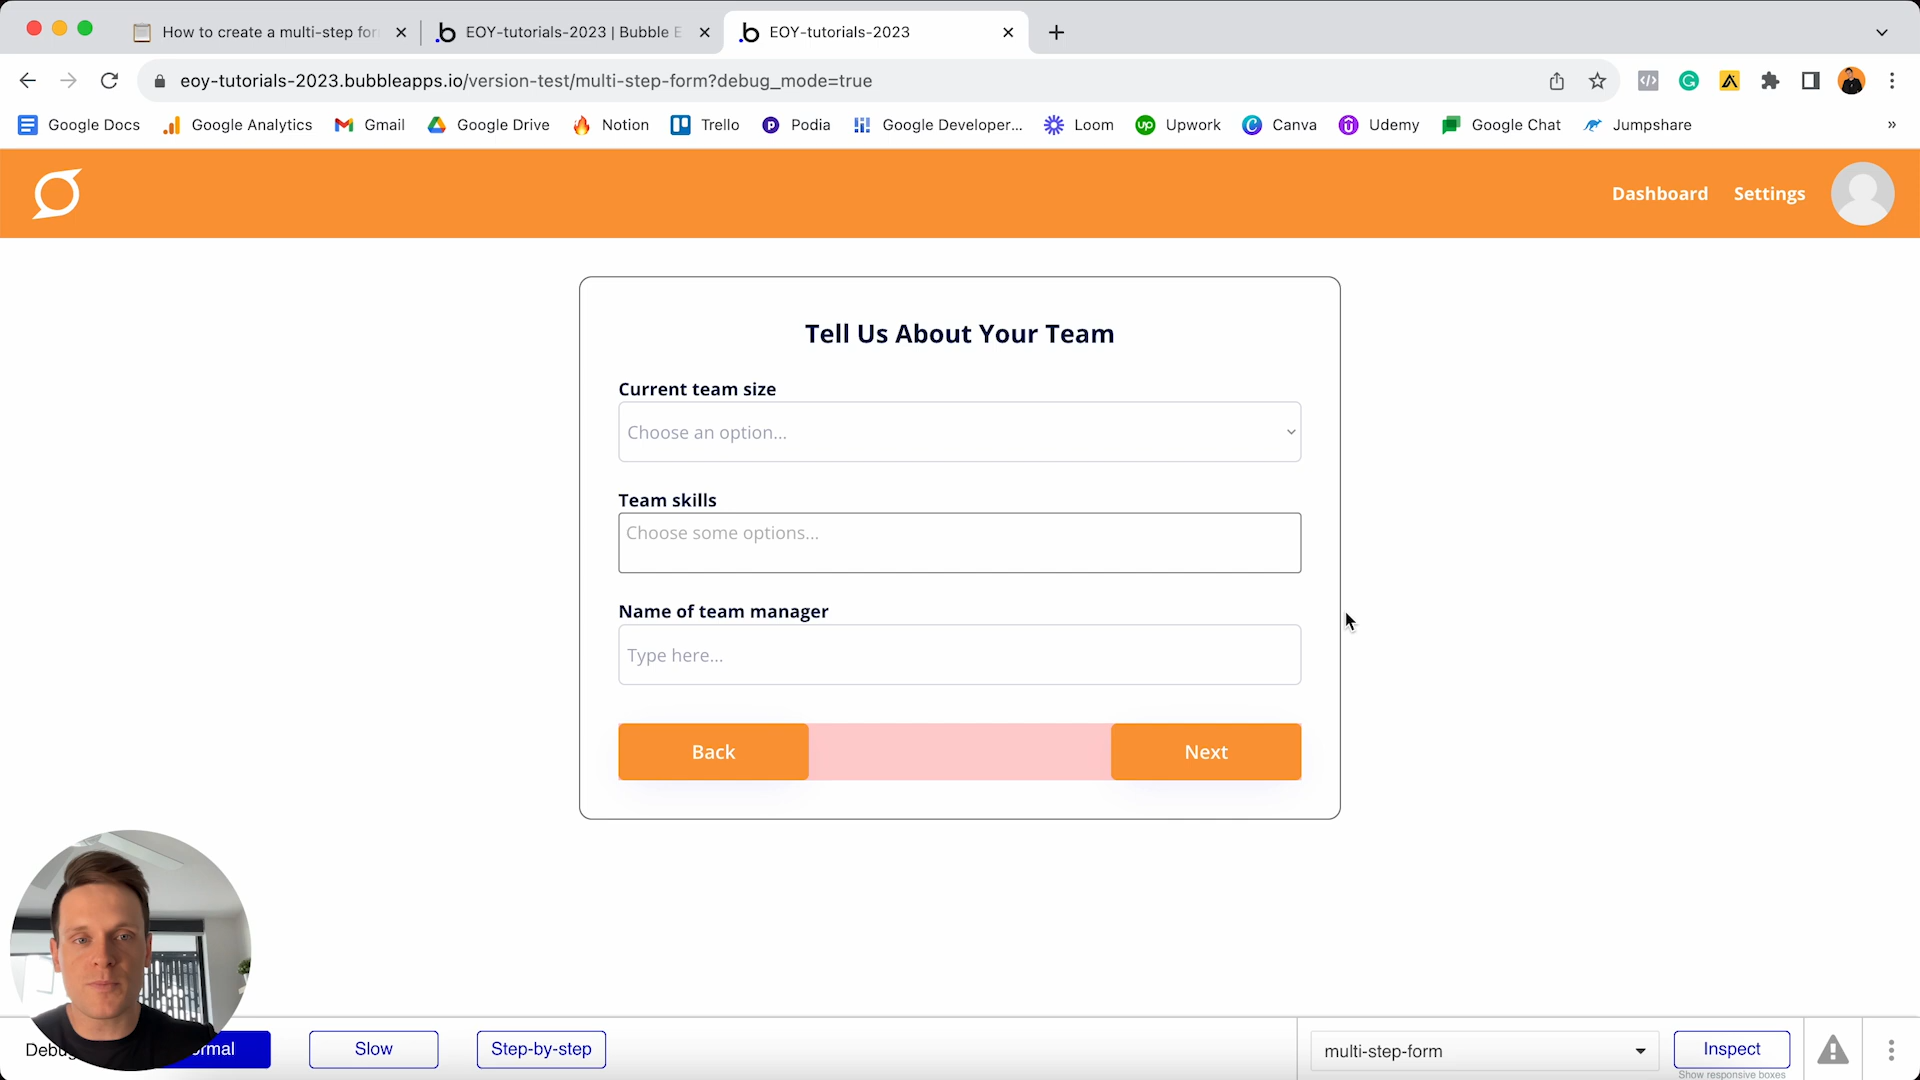 How to create a multi-step for
EOY-tutorials-2023 | Bubble E
EOY-tutorials-2023
eoy-tutorials-2023.bubbleapps.io/version-test/multi-step-form?debug_mode=true
Google Docs
Google Analytics
Gmail
Google Drive
Notion
Trello
Podia
Google Developer...
Loom
Upwork
Canva
Udemy
Google Chat
Jumpshare
»
Dashboard
Settings
Tell Us About Your Team
Current team size
Choose an option...
Team skills
Choose some options...
Name of team manager
Type here...
Back
Next
Debug
ormal
Slow
Step-by-step
multi-step-form
Inspect
Show responsive boxes